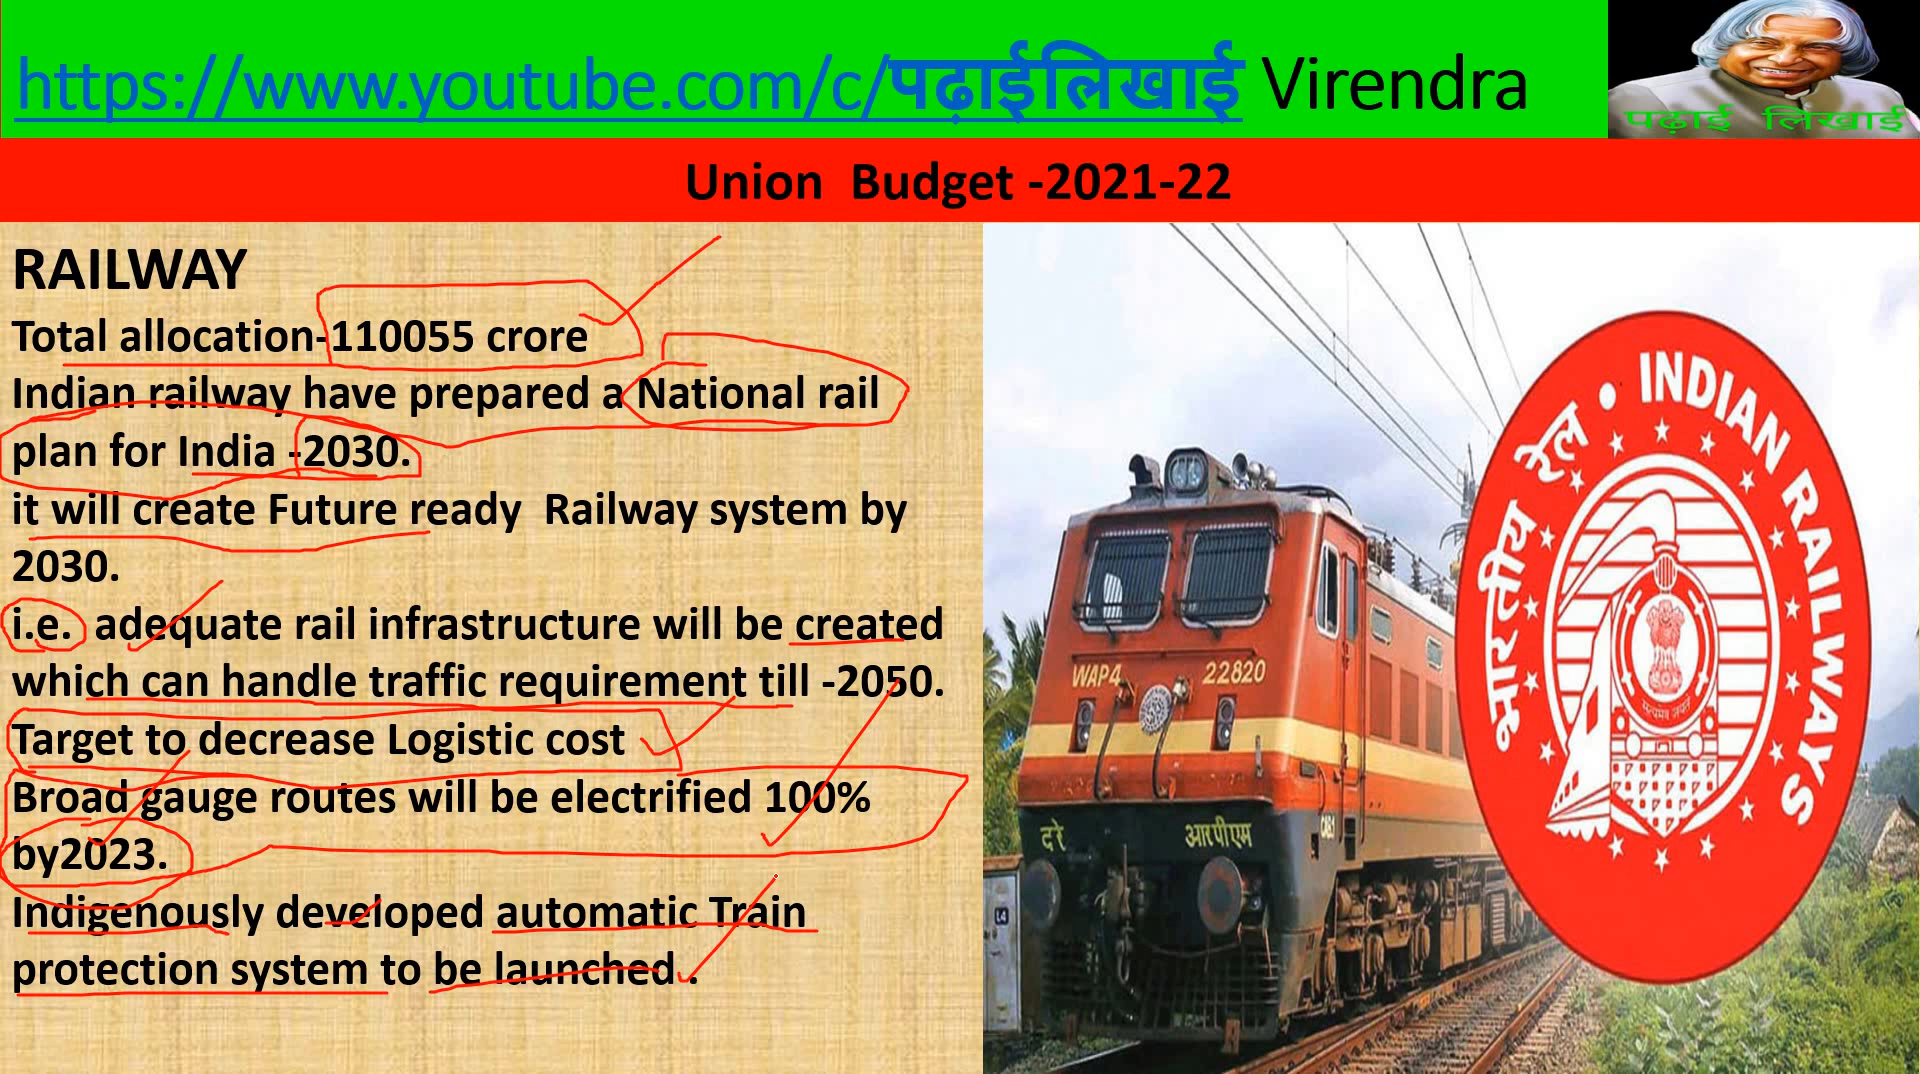 https://www.youtube.com/c/पढ़ाईलिखाई Virendra
पढ़ाई लिखाई
Union Budget -2021-22
RAILWAY
Total allocation-110055 crore
Indian railway have prepared a National rail
plan for India -2030.
it will create Future ready Railway system by
2030.
i.e. adequate rail infrastructure will be created
which can handle traffic requirement till -2050.
Target to decrease Logistic cost
Broad gauge routes will be electrified 100%
by2023.
Indigenously developed automatic Train
protection system to be launched .
भारतीय रेल • INDIAN RAILWAYS
WAP4 22820
दरे आरपीएम